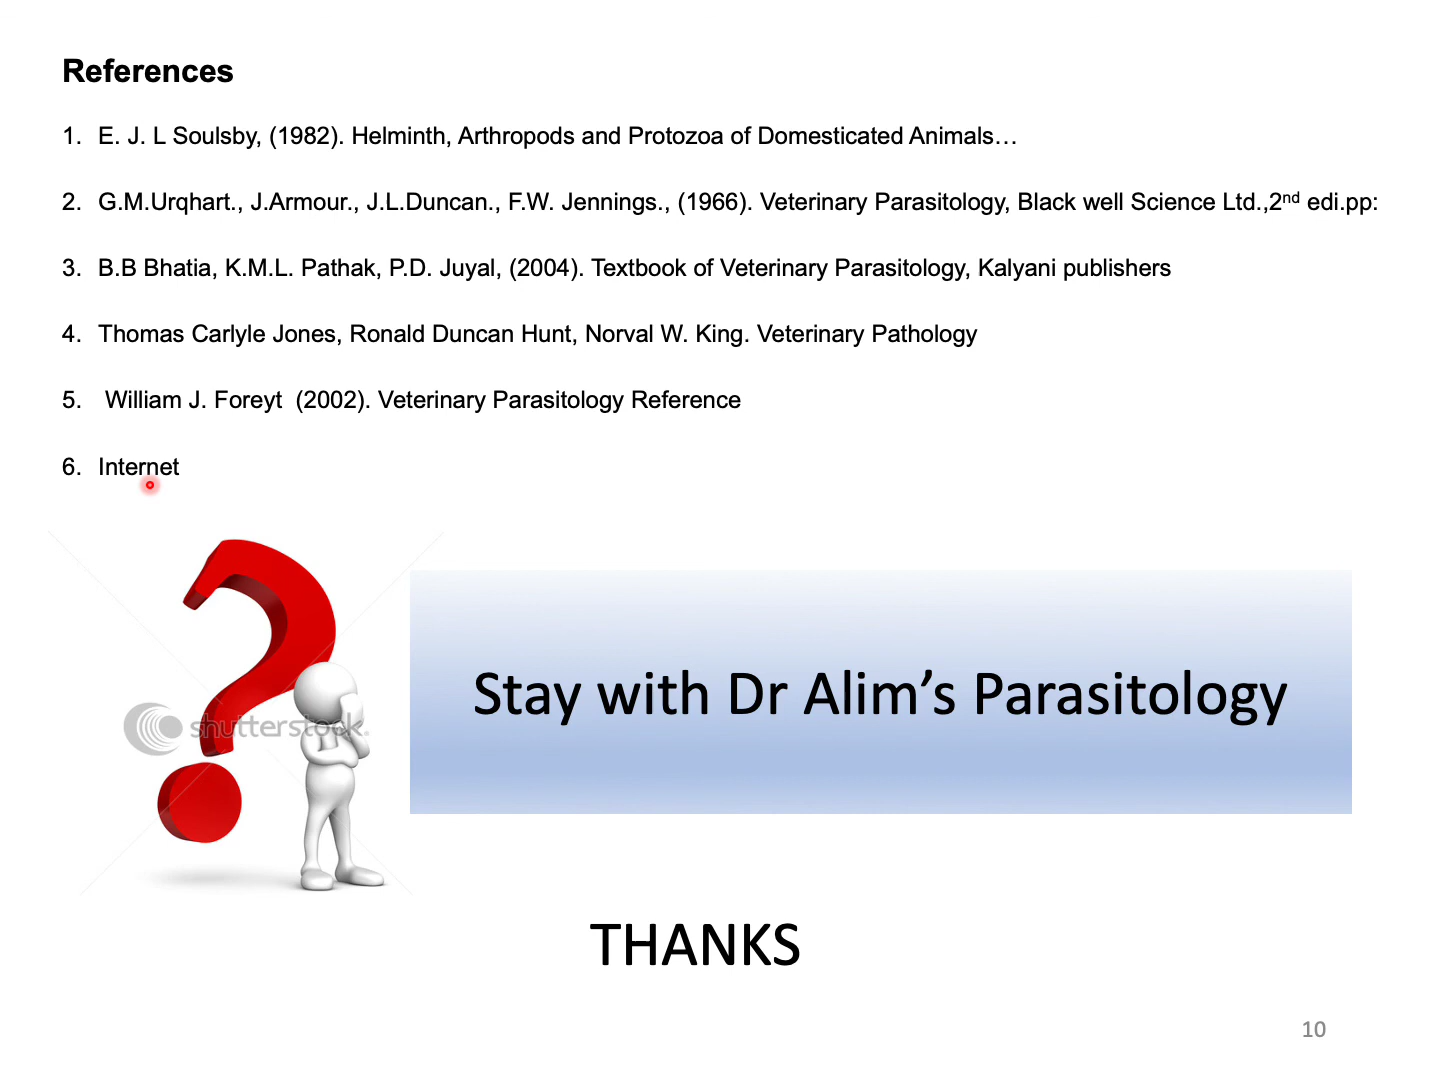 References
1. E. J. L Soulsby, (1982). Helminth, Arthropods and Protozoa of Domesticated Animals…
2. G.M.Urqhart., J.Armour., J.L.Duncan., F.W. Jennings., (1966). Veterinary Parasitology, Black well Science Ltd.,2nd edi.pp:
3. B.B Bhatia, K.M.L. Pathak, P.D. Juyal, (2004). Textbook of Veterinary Parasitology, Kalyani publishers
4. Thomas Carlyle Jones, Ronald Duncan Hunt, Norval W. King. Veterinary Pathology
5. William J. Foreyt (2002). Veterinary Parasitology Reference
6. Internet
shutterstock.
Stay with Dr Alim’s Parasitology
THANKS
10